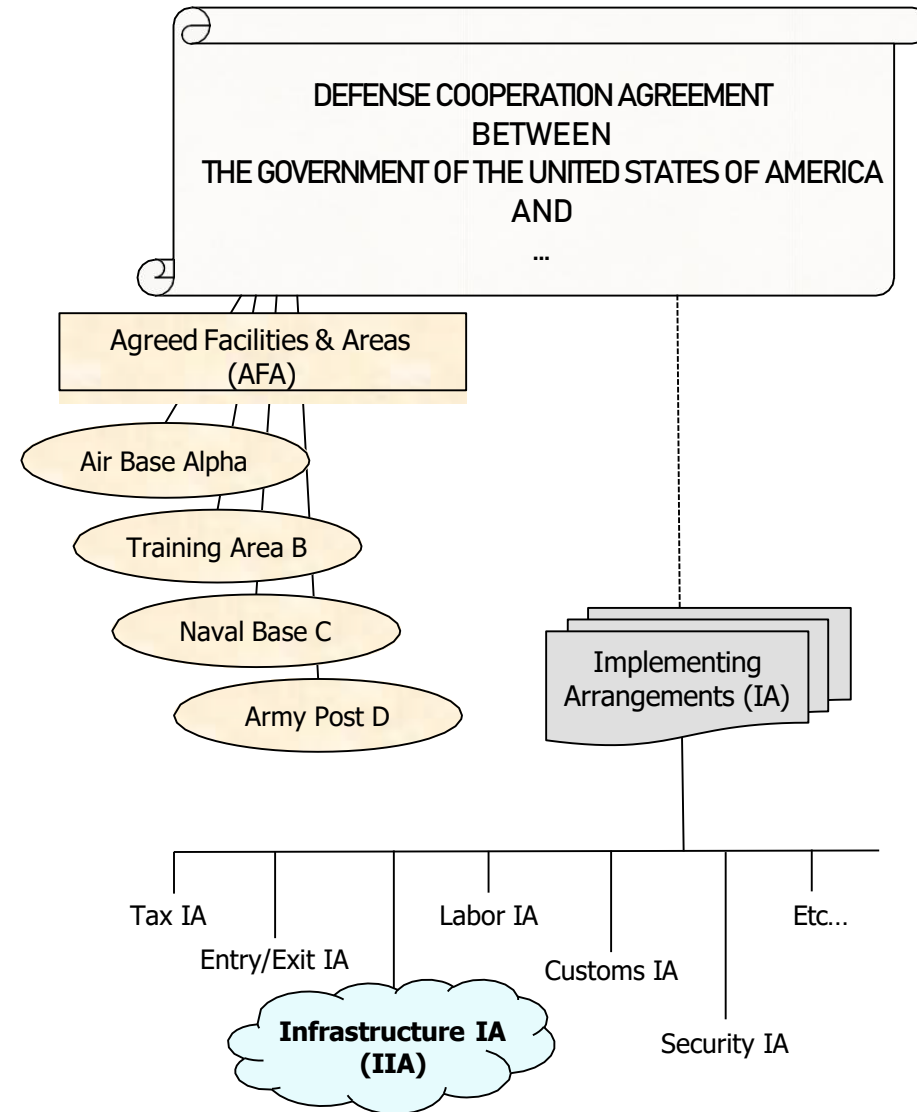 DEFENSE COOPERATION AGREEMENT
BETWEEN
THE GOVERNMENT OF THE UNITED STATES OF AMERICA
AND
...
Agreed Facilities & Areas
(AFA)
Air Base Alpha
Training Area B
Naval Base C
Army Post D
Implementing
Arrangements (IA)
Tax IA
Labor IA
Etc...
Entry/Exit IA
Customs IA
Infrastructure IA
(IIA)
Security IA